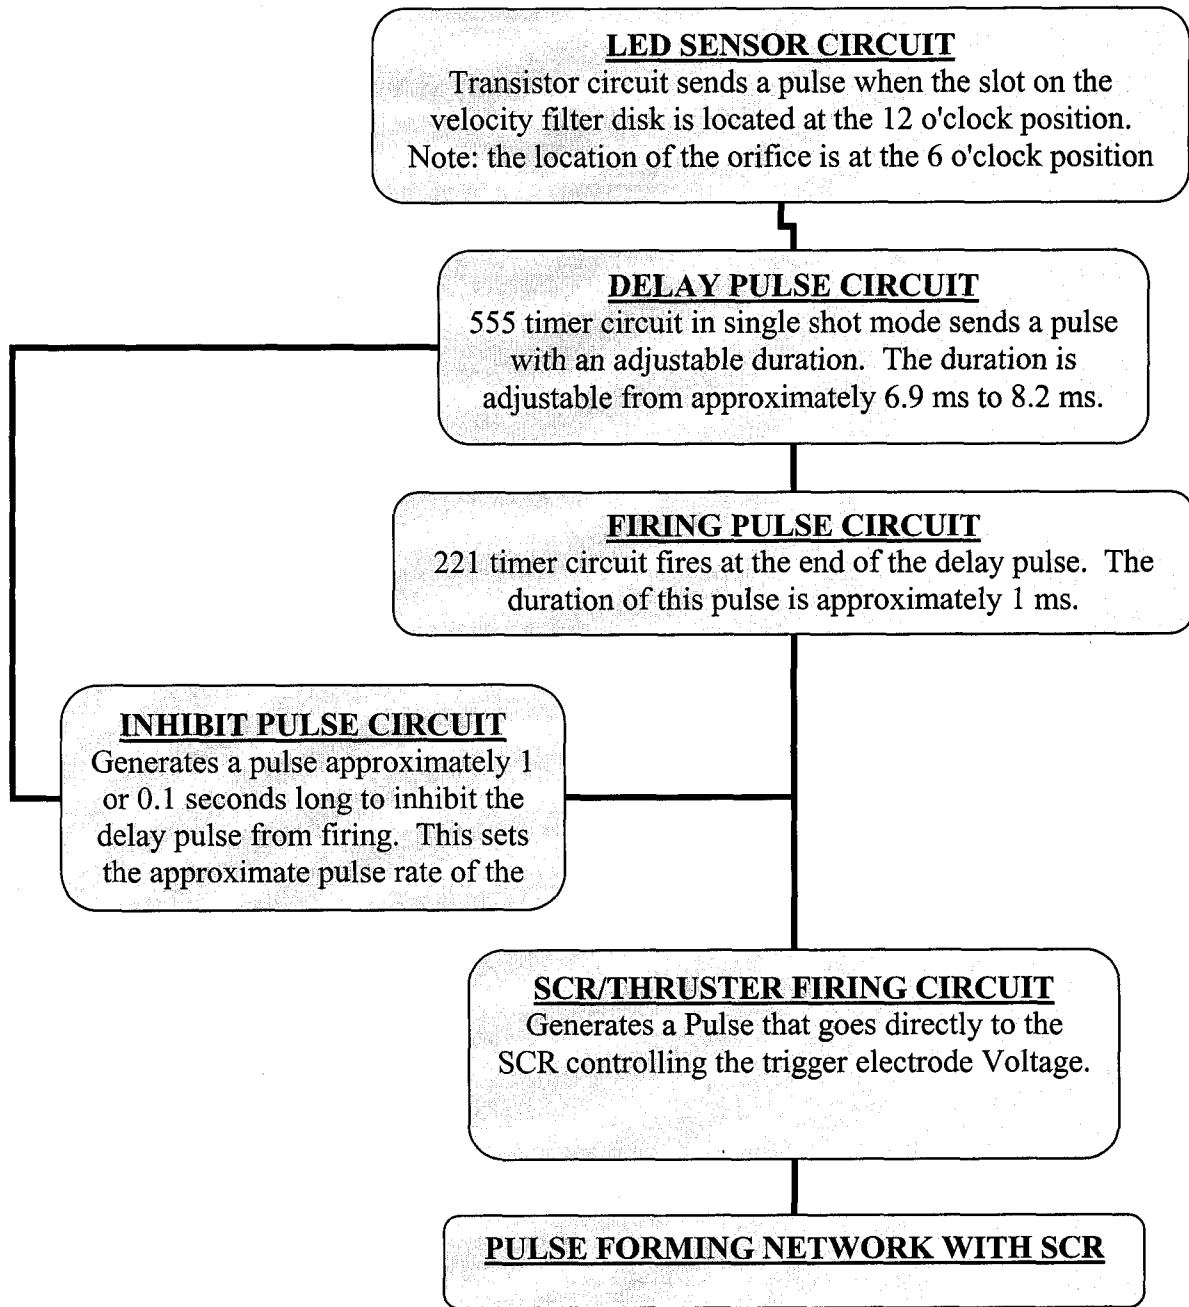 LED SENSOR CIRCUIT
Transistor circuit sends a pulse when the slot on the
velocity filter disk is located at the 12 o'clock position.
Note: the location of the orifice is at the 6 o'clock position
DELAY PULSE CIRCUIT
555 timer circuit in single shot mode sends a pulse
with an adjustable duration. The duration is
adjustable from approximately 6.9 ms to 8.2 ms.
FIRING PULSE CIRCUIT
221 timer circuit fires at the end of the delay pulse. The
duration of this pulse is approximately 1 ms.
INHIBIT PULSE CIRCUIT
Generates a pulse approximately 1
or 0.1 seconds long to inhibit the
delay pulse from firing. This sets
the approximate pulse rate of the
SCR/THRUSTER FIRING CIRCUIT
Generates a Pulse that goes directly to the
SCR controlling the trigger electrode Voltage.
PULSE FORMING NETWORK WITH SCR